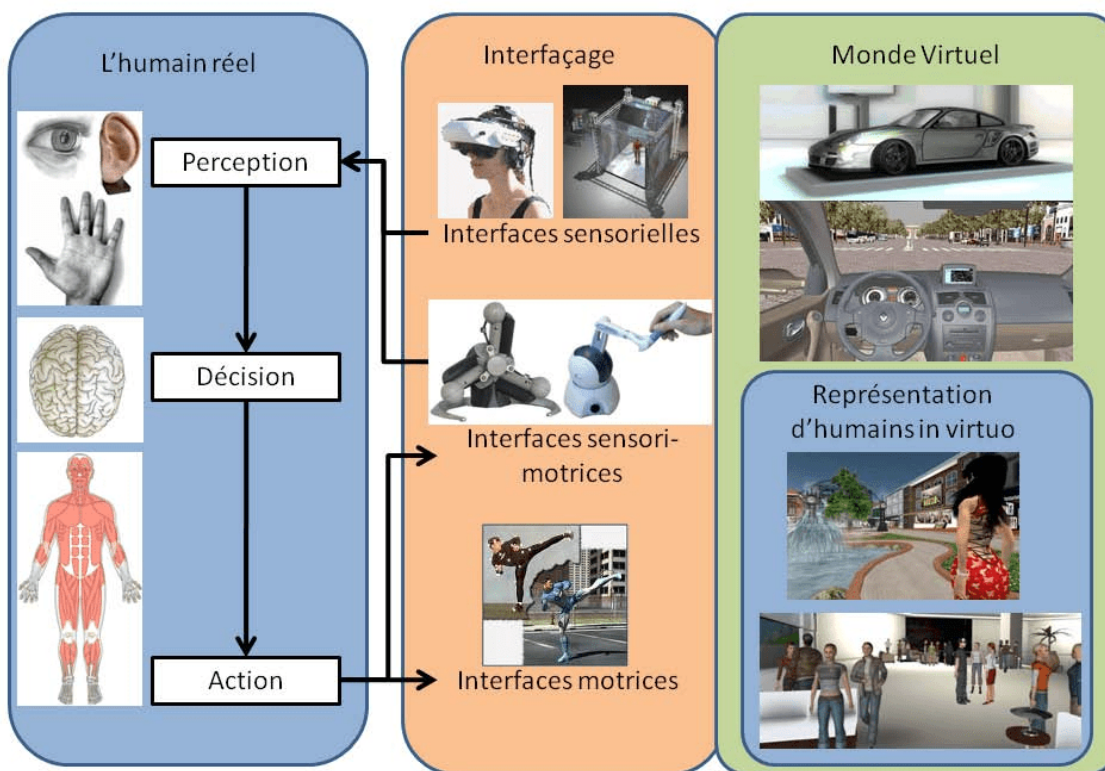 L'humain réel
Perception
Décision
Action
Interfaçage
Interfaces sensorielles
Interfaces sensori-
motrices
Interfaces motrices
Monde Virtuel
Représentation
d'humains in virtuo